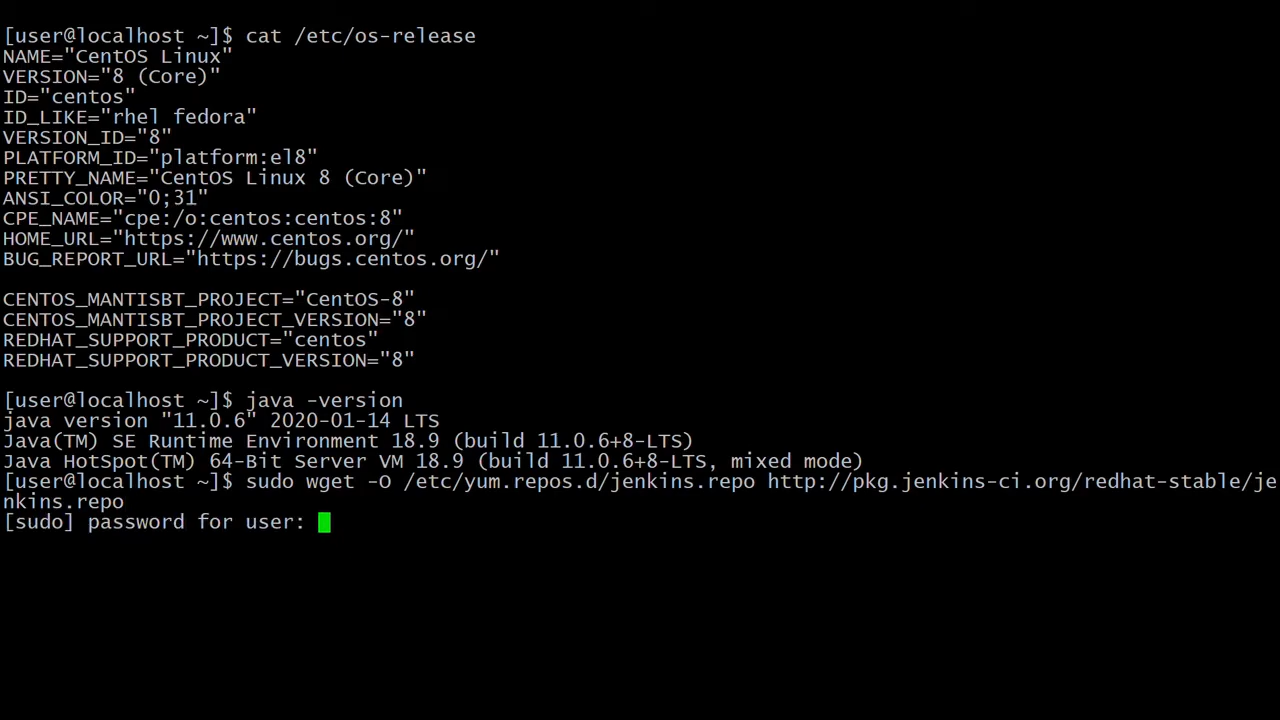 [user@localhost ~]$ cat /etc/os-release
NAME="CentOS Linux"
VERSION="8 (Core)"
ID="centos"
ID_LIKE="rhel fedora"
VERSION_ID="8"
PLATFORM_ID="platform:el8"
PRETTY_NAME="CentOS Linux 8 (Core)"
ANSI_COLOR="0;31"
CPE_NAME="cpe:/o:centos:centos:8"
HOME_URL="https://www.centos.org/"
BUG_REPORT_URL="https://bugs.centos.org/"

CENTOS_MANTISBT_PROJECT="CentOS-8"
CENTOS_MANTISBT_PROJECT_VERSION="8"
REDHAT_SUPPORT_PRODUCT="centos"
REDHAT_SUPPORT_PRODUCT_VERSION="8"

[user@localhost ~]$ java -version
java version "11.0.6" 2020-01-14 LTS
Java(TM) SE Runtime Environment 18.9 (build 11.0.6+8-LTS)
Java HotSpot(TM) 64-Bit Server VM 18.9 (build 11.0.6+8-LTS, mixed mode)
[user@localhost ~]$ sudo wget -O /etc/yum.repos.d/jenkins.repo http://pkg.jenkins-ci.org/redhat-stable/je
nkins.repo
[sudo] password for user: